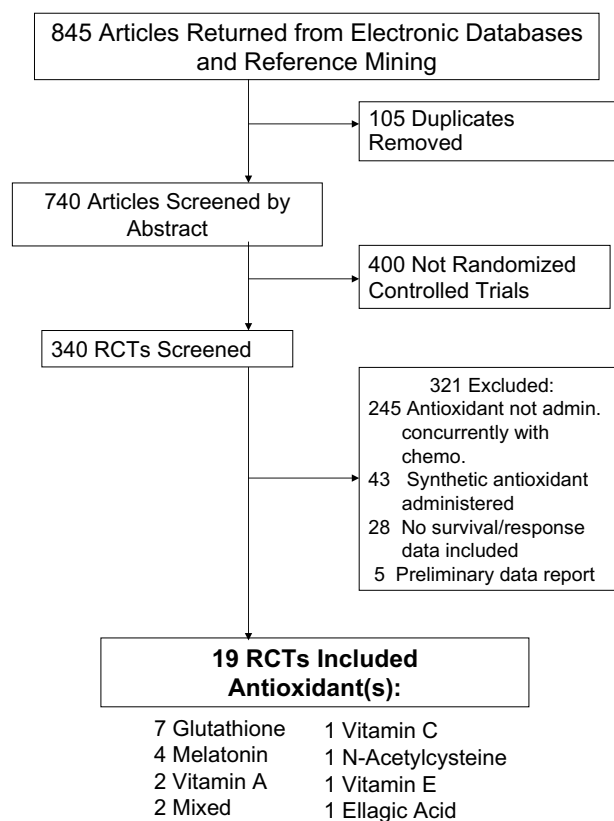 845 Articles Returned from Electronic Databases
and Reference Mining
105 Duplicates
Removed
740 Articles Screened by
Abstract
400 Not Randomized
Controlled Trials
340 RCTs Screened
321 Excluded:
245 Antioxidant not admin.
concurrently with
chemo.
43 Synthetic antioxidant
administered
28 No survival/response
data included
5 Preliminary data report
19 RCTs Included
Antioxidant(s):
7 Glutathione
4 Melatonin
2 Vitamin A
2 Mixed
1 Vitamin C
1 N-Acetylcysteine
1 Vitamin E
1 Ellagic Acid